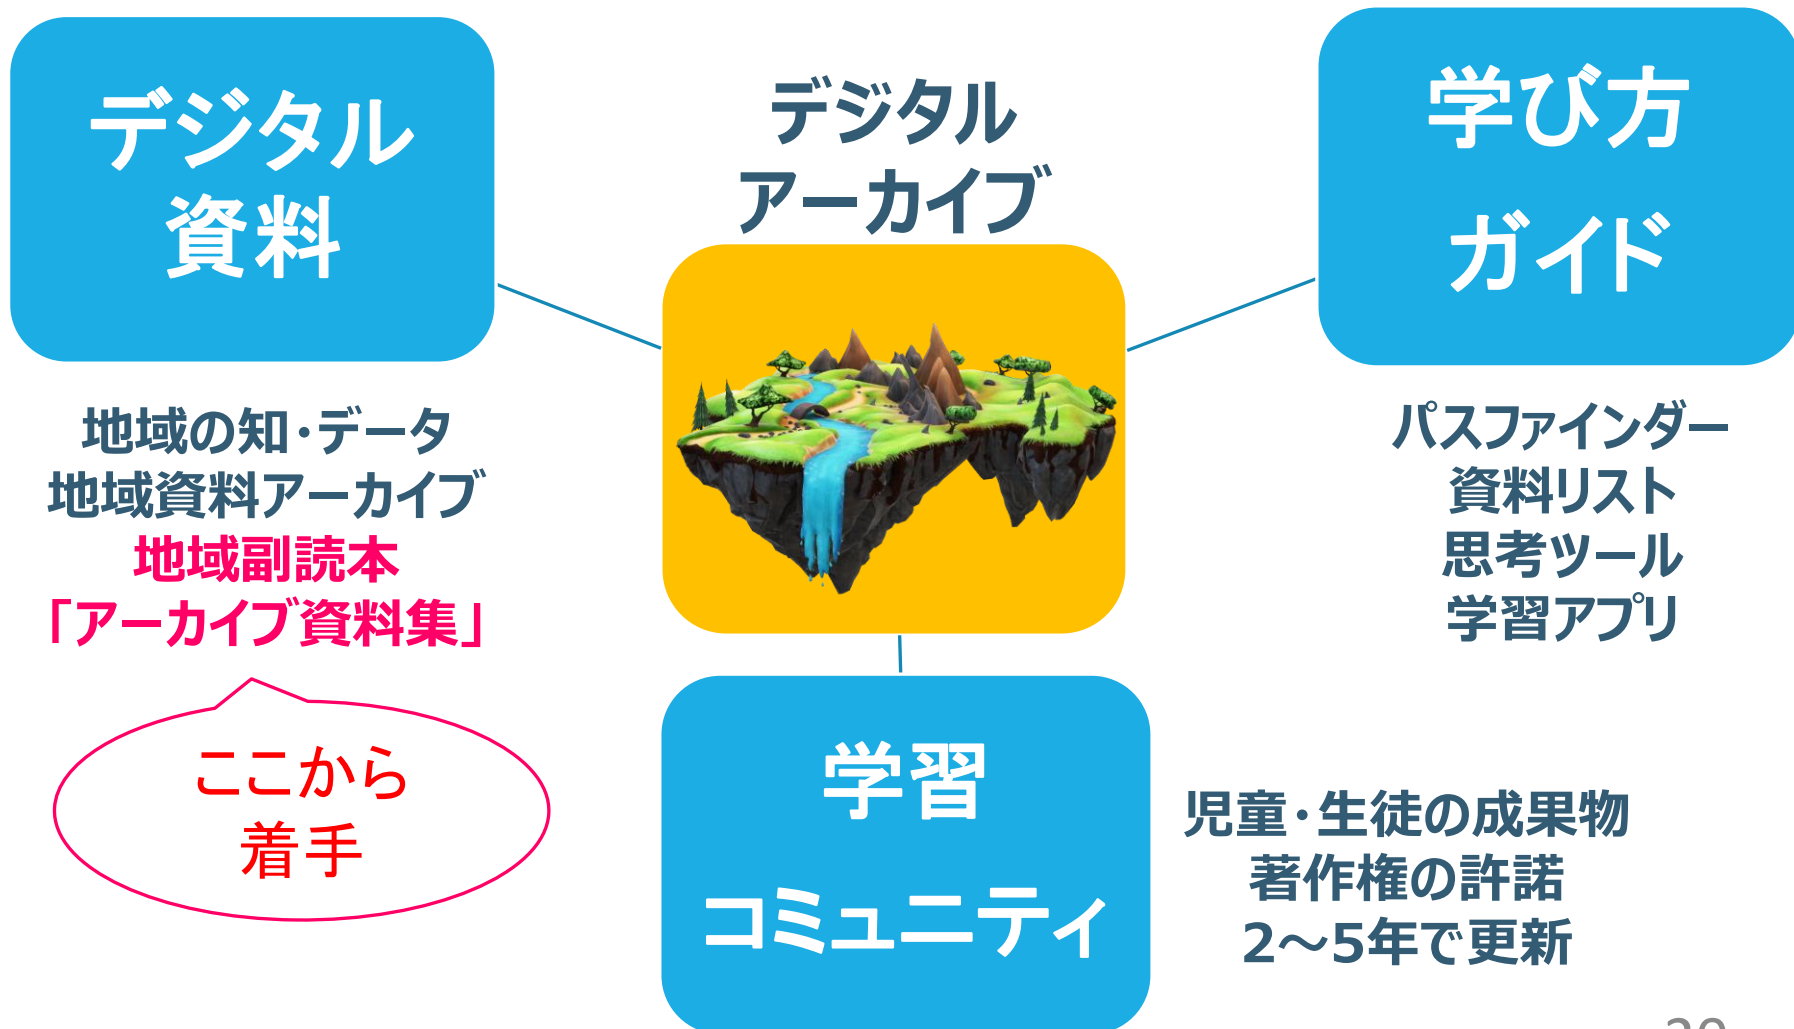 デジタル
資料
地域の知・データ
地域資料アーカイブ
地域副読本
「アーカイブ資料集」
ここから
着手
デジタル
アーカイブ
学び方
ガイド
パスファインダー
資料リスト
思考ツール
学習アプリ
学習
コミュニティ
児童・生徒の成果物
著作権の許諾
2～5年で更新